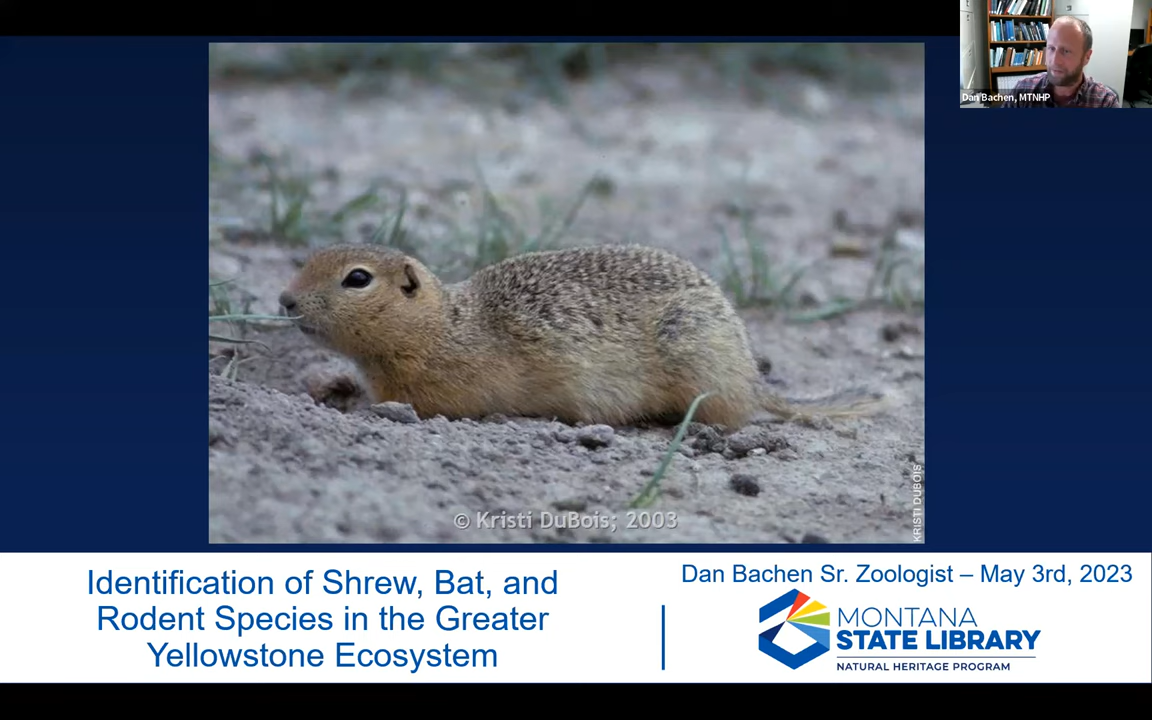 Dan Bachen, MTNHP
KRISTI DUBOIS
© Kristi DuBois; 2003
Identification of Shrew, Bat, and
Rodent Species in the Greater
Yellowstone Ecosystem
Dan Bachen Sr. Zoologist – May 3rd, 2023
MONTANA
STATE LIBRARY
NATURAL HERITAGE PROGRAM